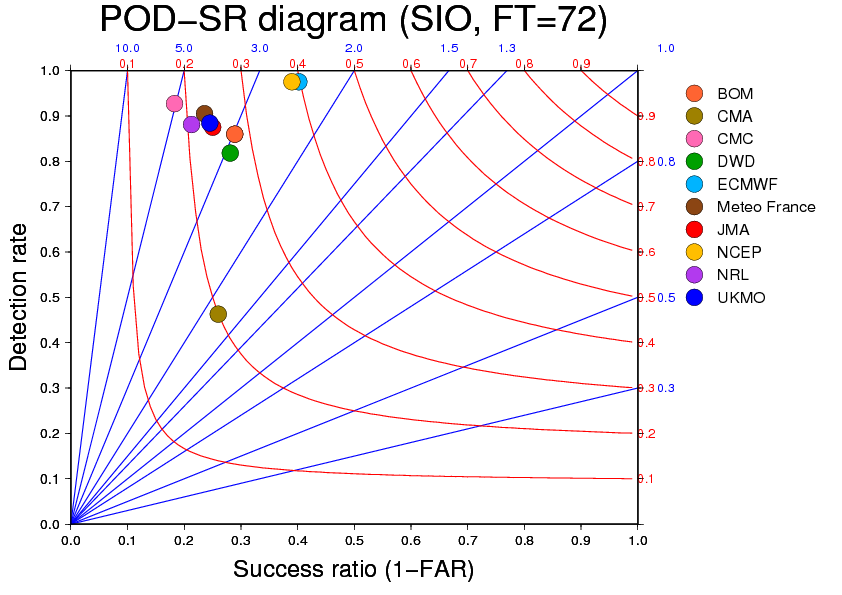 POD−SR diagram (SIO, FT=72)
10.0 5.0 3.0 2.0 1.5 1.3 1.0
0.1 0.2 0.3 0.4 0.5 0.6 0.7 0.8 0.9
1.0
0.9 0.9
0.8 0.8 0.8
0.7 0.7
0.6 0.6
0.5 0.5 0.5
0.4 0.4
0.3 0.3 0.3
0.2 0.2
0.1 0.1
0.0
0.0 0.1 0.2 0.3 0.4 0.5 0.6 0.7 0.8 0.9 1.0
Detection rate
Success ratio (1−FAR)
BOM
CMA
CMC
DWD
ECMWF
Meteo France
JMA
NCEP
NRL
UKMO